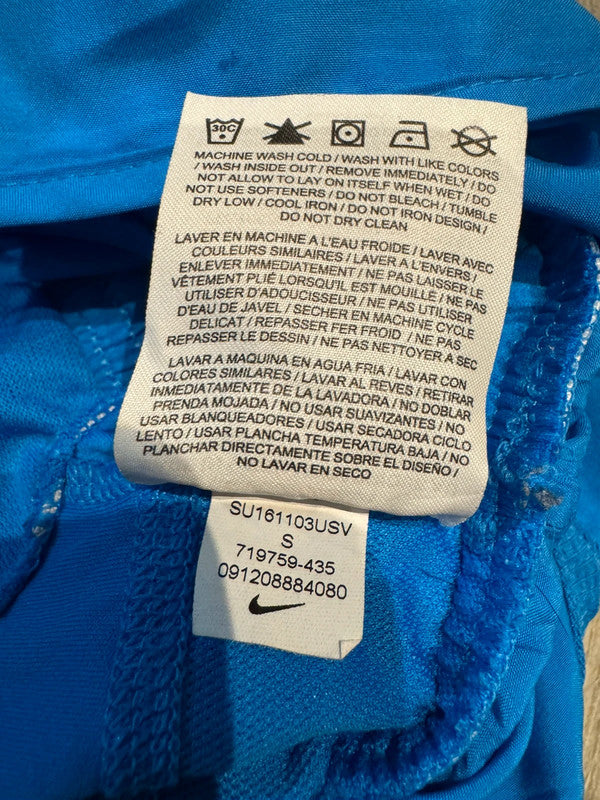 30C
MACHINE WASH COLD / WASH WITH LIKE COLORS
/ WASH INSIDE OUT / REMOVE IMMEDIATELY / DO
NOT ALLOW TO LAY ON ITSELF WHEN WET / DO
NOT USE SOFTENERS / DO NOT BLEACH / TUMBLE
DRY LOW / COOL IRON / DO NOT IRON DESIGN /
DO NOT DRY CLEAN
LAVER EN MACHINE A L'EAU FROIDE / LAVER AVEC
COULEURS SIMILAIRES / LAVER A L'ENVERS /
ENLEVER IMMEDIATEMENT / NE PAS LAISSER LE
VÊTEMENT PLIÉ LORSQU'IL EST MOUILLÉ / NE PAS
UTILISER D'ADOUCISSEUR / NE PAS UTILISER
D'EAU DE JAVEL / SECHER EN MACHINE CYCLE
DELICAT / REPASSER FER FROID / NE PAS
REPASSER LE DESSIN / NE PAS NETTOYER A SEC
LAVAR A MAQUINA EN AGUA FRIA / LAVAR CON
COLORES SIMILARES / LAVAR AL REVES / RETIRAR
INMEDIATAMENTE DE LA LAVADORA / NO DOBLAR
PRENDA MOJADA / NO USAR SUAVIZANTES / NO
USAR BLANQUEADORES / USAR SECADORA CICLO
LENTO / USAR PLANCHA TEMPERATURA BAJA / NO
PLANCHAR DIRECTAMENTE SOBRE EL DISEÑO /
NO LAVAR EN SECO
SU161103USV
S
719759-435
091208884080